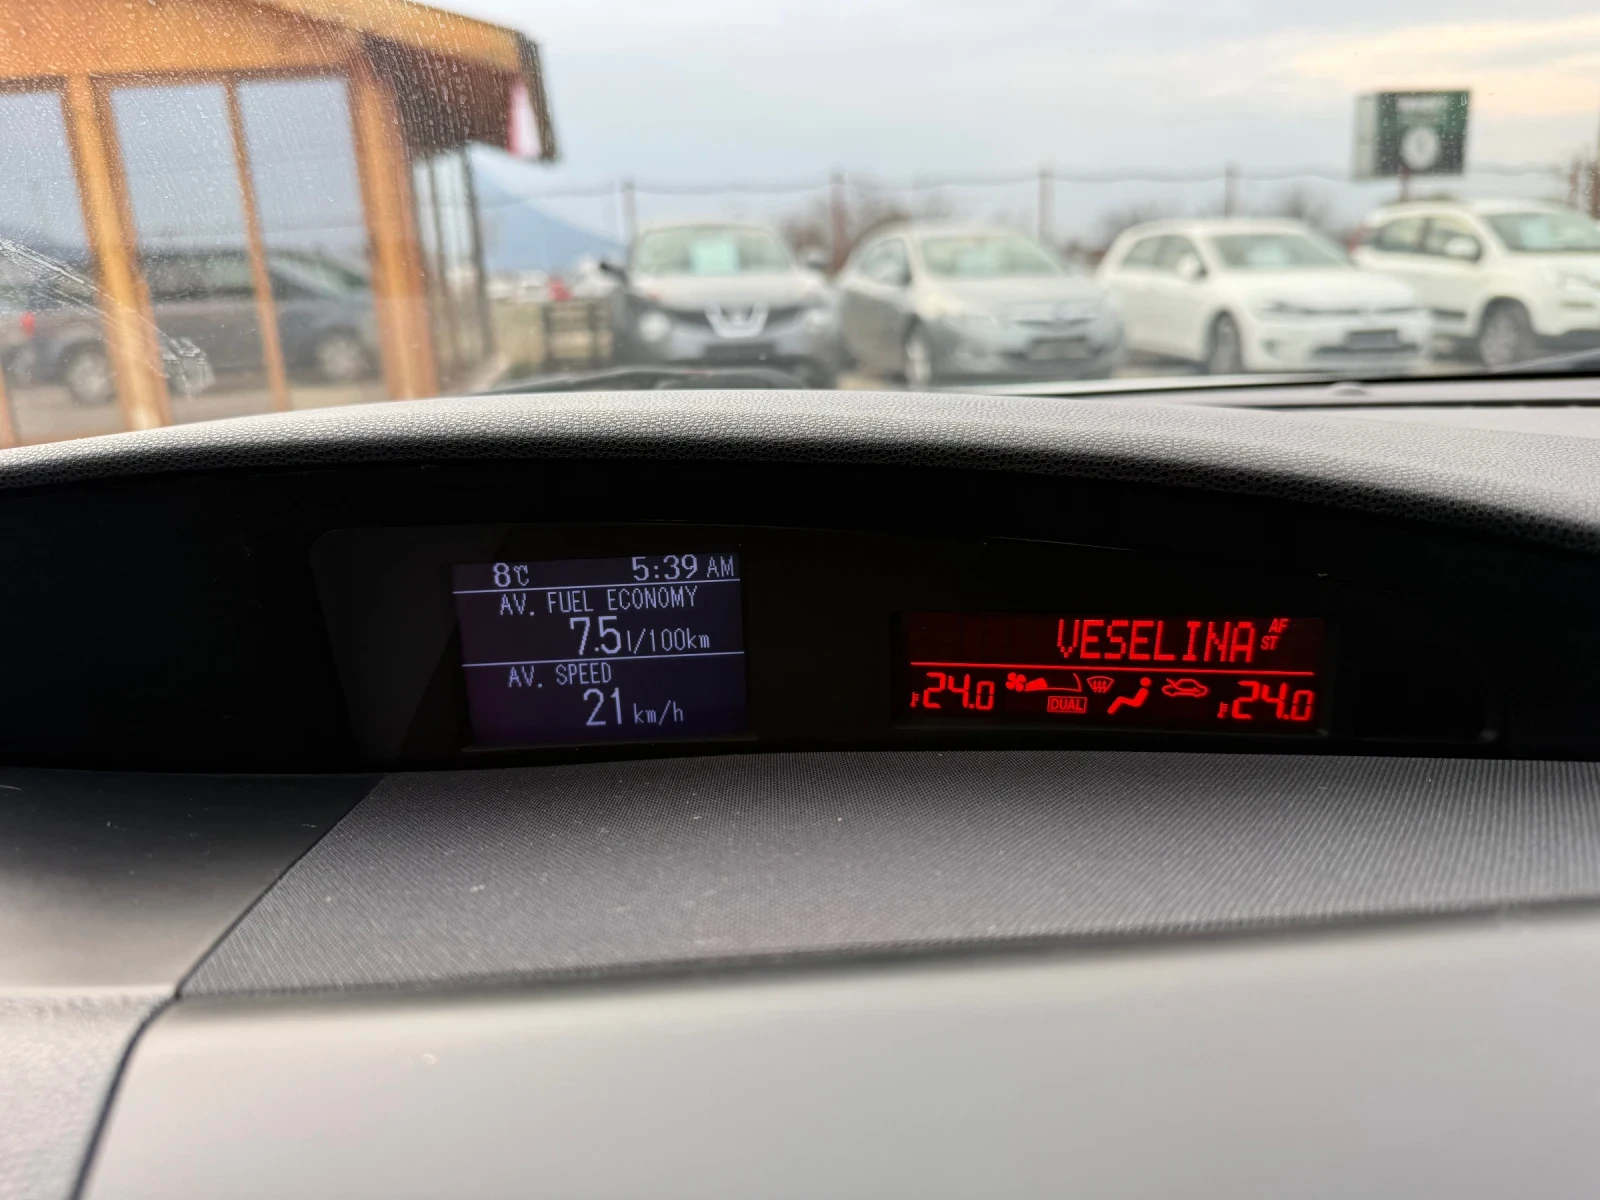 8°C 5:39 AM
AV. FUEL ECONOMY
7.5 l/100km
AV. SPEED
21 km/h
VESELINA AF ST
24.0 DUAL 24.0